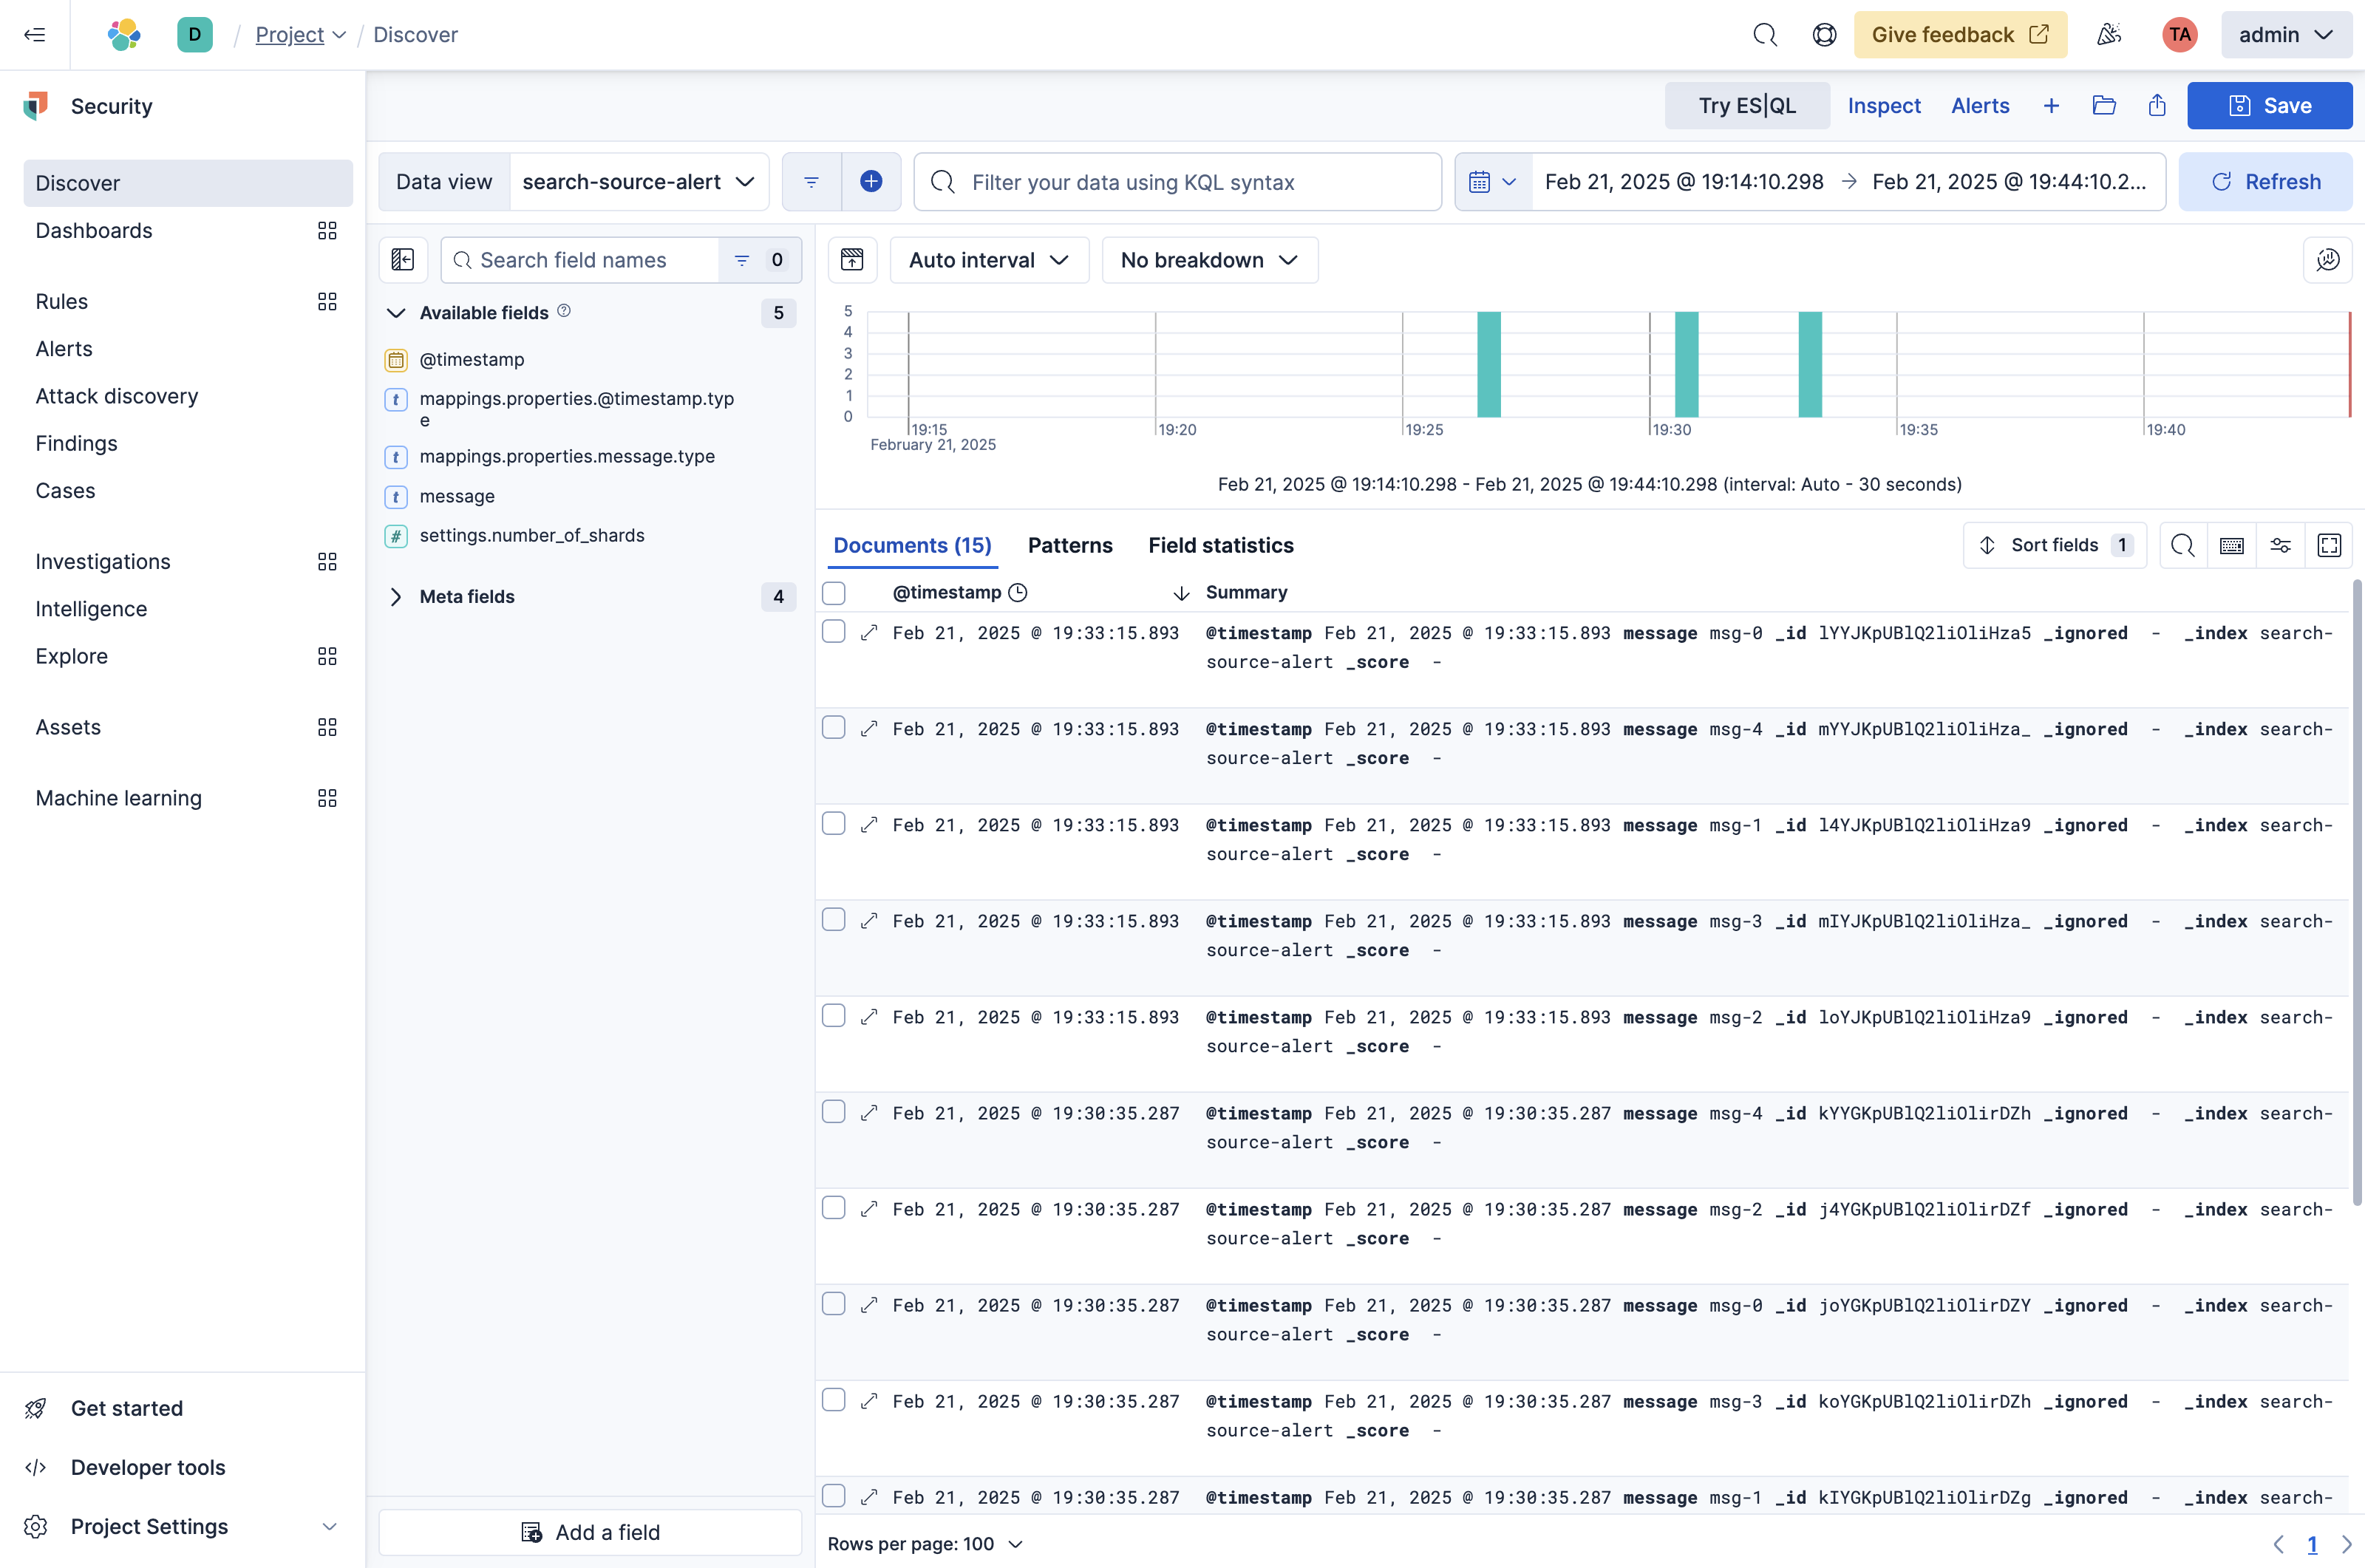 D / Project / Discover
Give feedback
TA
admin
Security
Try ES|QL
Inspect
Alerts
Save
Discover
Dashboards
Rules
Alerts
Attack discovery
Findings
Cases
Investigations
Intelligence
Explore
Assets
Machine learning
Get started
Developer tools
Project Settings
Data view search-source-alert
Filter your data using KQL syntax
Feb 21, 2025 @ 19:14:10.298 → Feb 21, 2025 @ 19:44:10.2...
Refresh
Search field names 0
Available fields 5
@timestamp
mappings.properties.@timestamp.typ
e
mappings.properties.message.type
message
settings.number_of_shards
Meta fields 4
Add a field
Auto interval
No breakdown
5
4
3
2
1
0
19:15 19:20 19:25 19:30 19:35 19:40
February 21, 2025
Feb 21, 2025 @ 19:14:10.298 - Feb 21, 2025 @ 19:44:10.298 (interval: Auto - 30 seconds)
Documents (15) Patterns Field statistics
Sort fields 1
@timestamp Summary
Feb 21, 2025 @ 19:33:15.893 @timestamp Feb 21, 2025 @ 19:33:15.893 message msg-0 _id lYYJKpUBlQ2liOliHza5 _ignored - _index search-
source-alert _score -
Feb 21, 2025 @ 19:33:15.893 @timestamp Feb 21, 2025 @ 19:33:15.893 message msg-4 _id mYYJKpUBlQ2liOliHza_ _ignored - _index search-
source-alert _score -
Feb 21, 2025 @ 19:33:15.893 @timestamp Feb 21, 2025 @ 19:33:15.893 message msg-1 _id l4YJKpUBlQ2liOliHza9 _ignored - _index search-
source-alert _score -
Feb 21, 2025 @ 19:33:15.893 @timestamp Feb 21, 2025 @ 19:33:15.893 message msg-3 _id mIYJKpUBlQ2liOliHza_ _ignored - _index search-
source-alert _score -
Feb 21, 2025 @ 19:33:15.893 @timestamp Feb 21, 2025 @ 19:33:15.893 message msg-2 _id loYJKpUBlQ2liOliHza9 _ignored - _index search-
source-alert _score -
Feb 21, 2025 @ 19:30:35.287 @timestamp Feb 21, 2025 @ 19:30:35.287 message msg-4 _id kYYGKpUBlQ2liOlirDZh _ignored - _index search-
source-alert _score -
Feb 21, 2025 @ 19:30:35.287 @timestamp Feb 21, 2025 @ 19:30:35.287 message msg-2 _id j4YGKpUBlQ2liOlirDZf _ignored - _index search-
source-alert _score -
Feb 21, 2025 @ 19:30:35.287 @timestamp Feb 21, 2025 @ 19:30:35.287 message msg-0 _id joYGKpUBlQ2liOlirDZY _ignored - _index search-
source-alert _score -
Feb 21, 2025 @ 19:30:35.287 @timestamp Feb 21, 2025 @ 19:30:35.287 message msg-3 _id koYGKpUBlQ2liOlirDZh _ignored - _index search-
source-alert _score -
Feb 21, 2025 @ 19:30:35.287 @timestamp Feb 21, 2025 @ 19:30:35.287 message msg-1 _id kIYGKpUBlQ2liOlirDZg _ignored - _index search-
Rows per page: 100
1